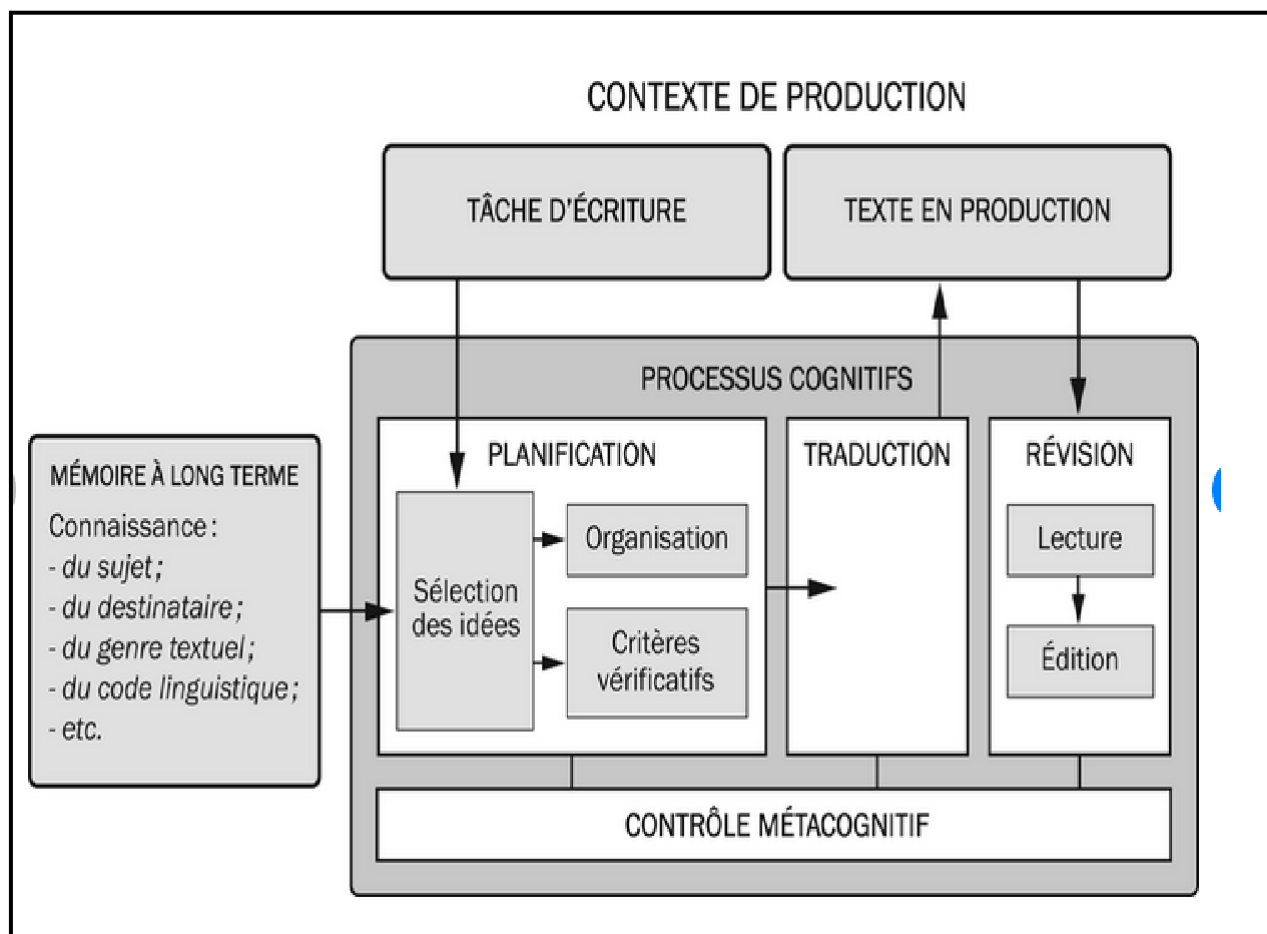 CONTEXTE DE PRODUCTION
TÂCHE D'ÉCRITURE
TEXTE EN PRODUCTION
PROCESSUS COGNITIFS
MÉMOIRE À LONG TERME
Connaissance :
- du sujet ;
- du destinataire ;
- du genre textuel ;
- du code linguistique ;
- etc.
PLANIFICATION
Sélection
des idées
Organisation
Critères
vérificatifs
TRADUCTION
RÉVISION
Lecture
Édition
CONTRÔLE MÉTACOGNITIF